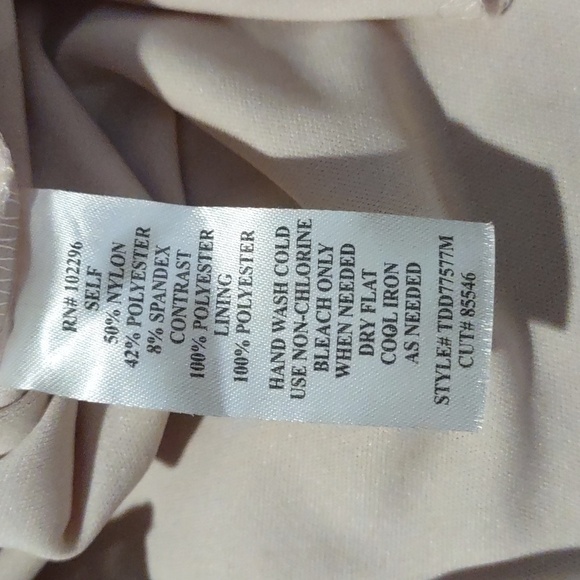 RN# 102296
SELF
50% NYLON
42% POLYESTER
8% SPANDEX
CONTRAST
100% POLYESTER
LINING
100% POLYESTER
HAND WASH COLD
USE NON-CHLORINE
BLEACH ONLY
WHEN NEEDED
DRY FLAT
COOL IRON
AS NEEDED
STYLE# TDD77577M
CUT# 85546